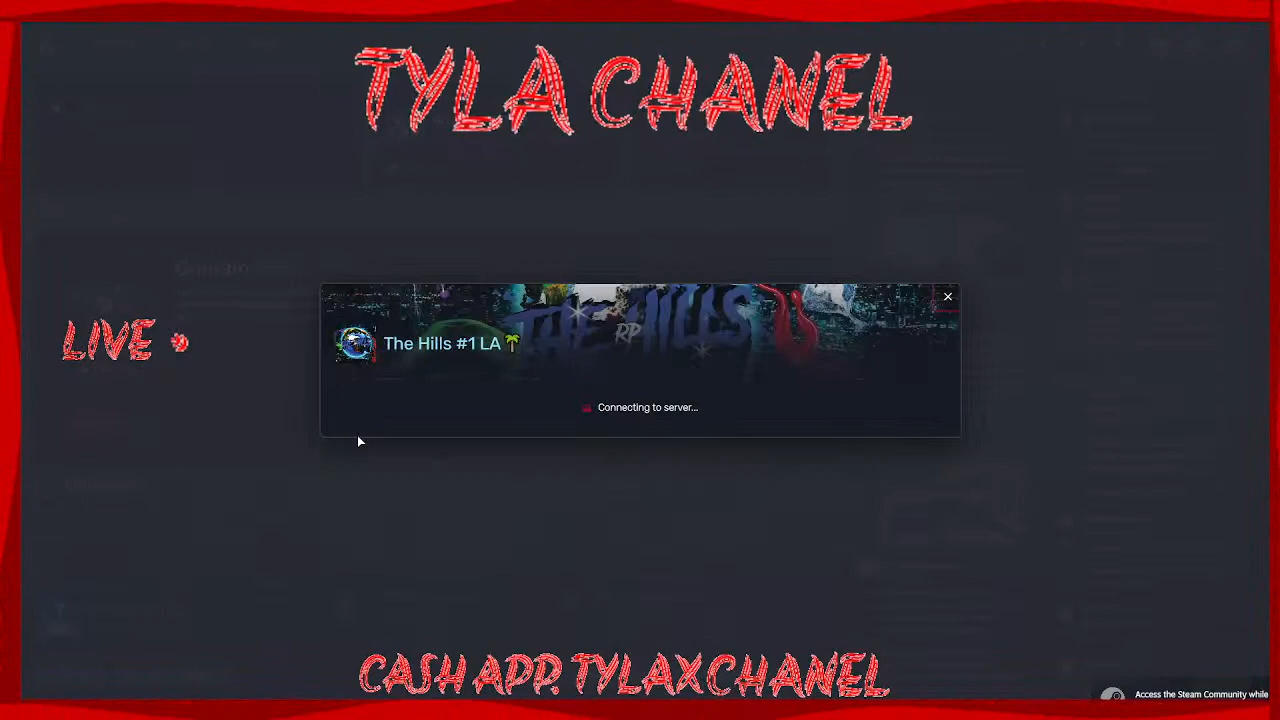 TYLA CHANEL
THE HILLS
RP
The Hills #1 LA🌴
LIVE
Connecting to server...
CASH APP. TYLAXCHANEL
Access the Steam Community while